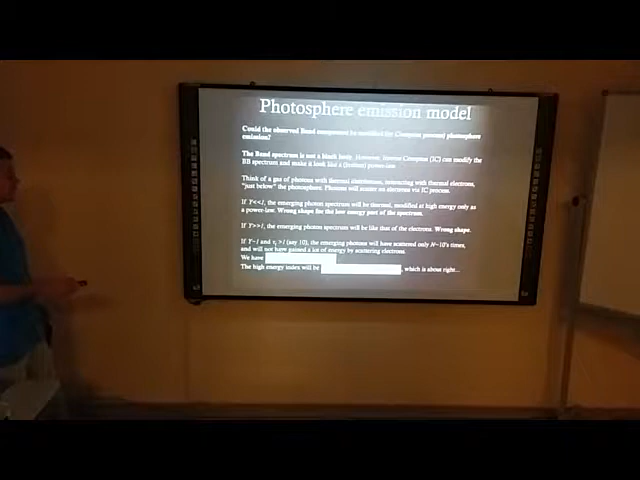 Photosphere emission model
Could the observed Band component be modified (or Compton process) photosphere
emission?
The Band spectrum is not a black body. However, Inverse Compton (IC) can modify the
BB spectrum and make it look like a (broken) power-law.
Think of a gas of photons with thermal distribution, interacting with thermal electrons,
"just below" the photosphere. Photons will scatter on electrons via IC process.
If Y<<1, the emerging photon spectrum will be thermal, modified at high energy only as
a power-law. Wrong shape for the low energy part of the spectrum.
If Y>>1, the emerging photon spectrum will be like that of the electrons. Wrong shape.
If Y~1 and >1 (say 10), the emerging photons will have scattered only N~10's times,
and will not have gained a lot of energy by scattering electrons.
We have
The high energy index will be , which is about right...